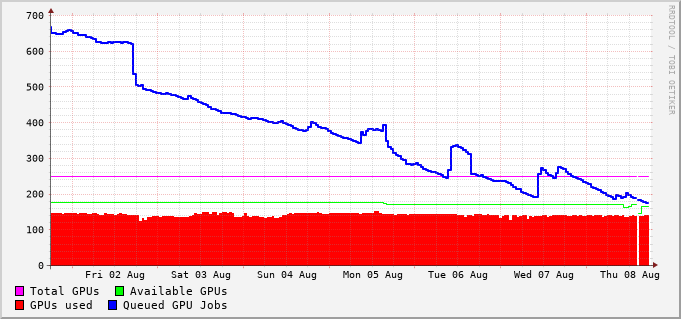 700
600
500
400
300
200
100
0
Fri 02 Aug Sat 03 Aug Sun 04 Aug Mon 05 Aug Tue 06 Aug Wed 07 Aug Thu 08 Aug
Total GPUs Available GPUs
GPUs used Queued GPU Jobs
RRDTOOL / TOBI OETIKER